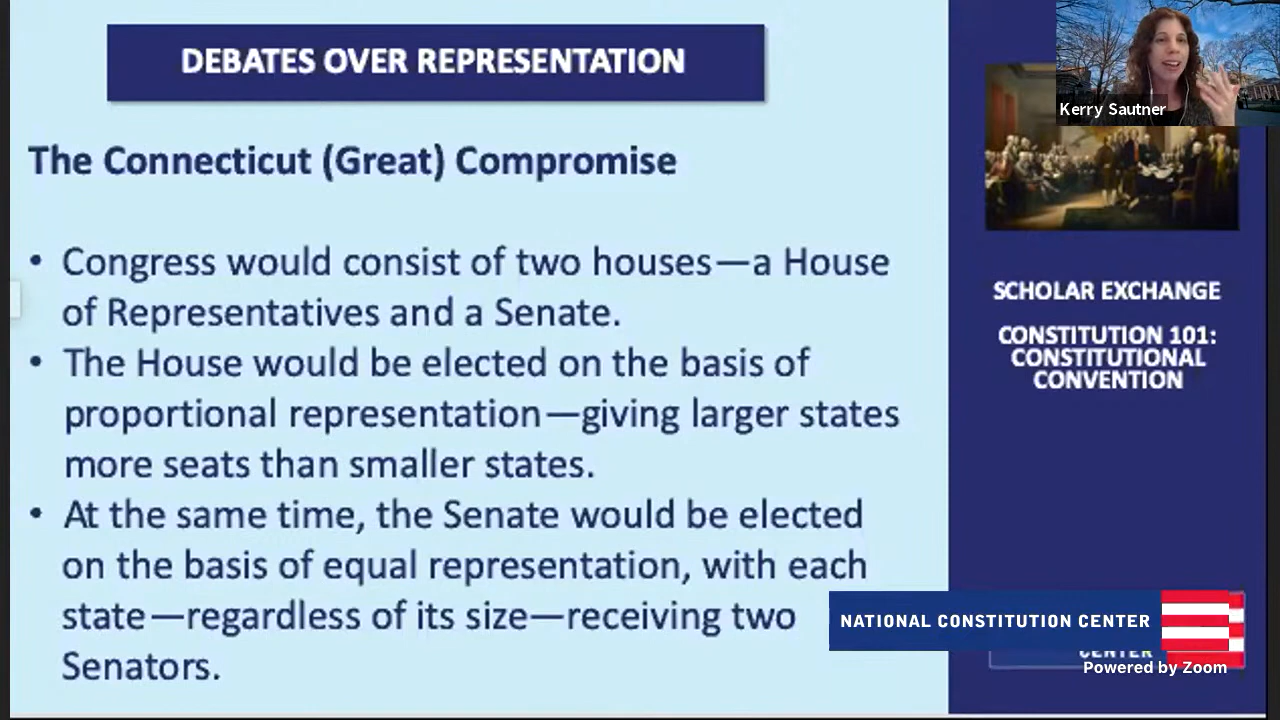 DEBATES OVER REPRESENTATION
The Connecticut (Great) Compromise
• Congress would consist of two houses—a House
of Representatives and a Senate.
• The House would be elected on the basis of
proportional representation—giving larger states
more seats than smaller states.
• At the same time, the Senate would be elected
on the basis of equal representation, with each
state—regardless of its size—receiving two
Senators.
Kerry Sautner
SCHOLAR EXCHANGE
CONSTITUTION 101:
CONSTITUTIONAL
CONVENTION
NATIONAL CONSTITUTION CENTER
CENTER
Powered by Zoom